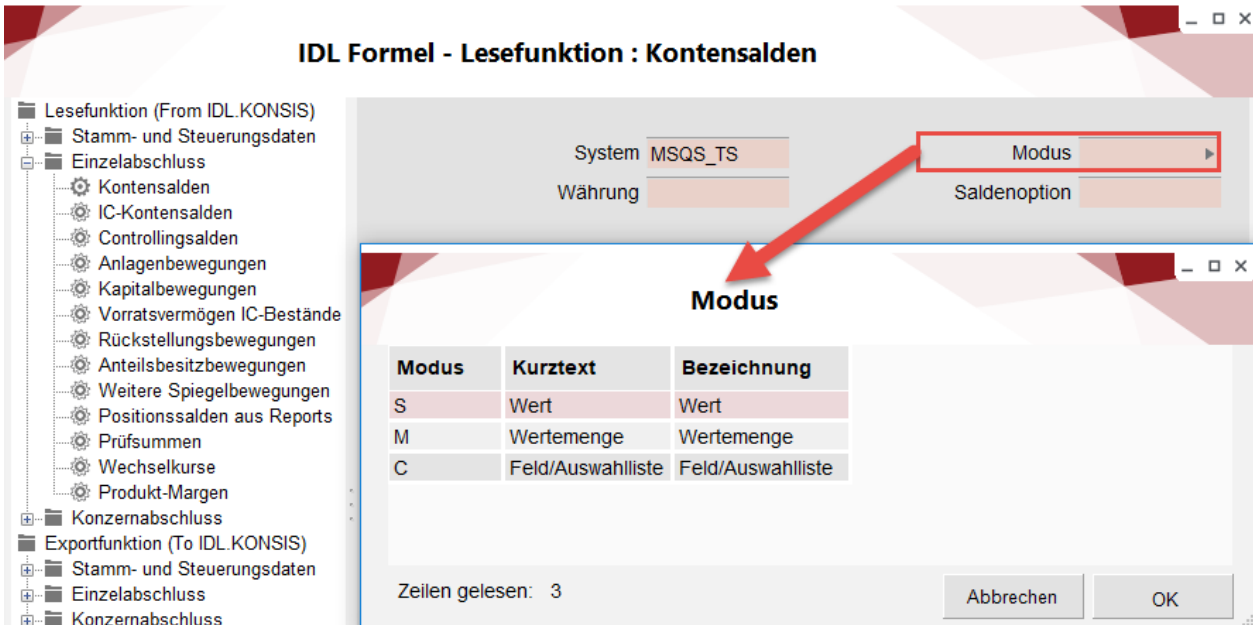 IDL Formel - Lesefunktion : Kontensalden
Lesefunktion (From IDL.KONSIS)
Stamm- und Steuerungsdaten
Einzelabschluss
Kontensalden
IC-Kontensalden
Controllingsalden
Anlagenbewegungen
Kapitalbewegungen
Vorratsvermögen IC-Bestände
Rückstellungsbewegungen
Anteilsbesitzbewegungen
Weitere Spiegelbewegungen
Positionssalden aus Reports
Prüfsummen
Wechselkurse
Produkt-Margen
Konzernabschluss
Exportfunktion (To IDL.KONSIS)
Stamm- und Steuerungsdaten
Einzelabschluss
Konzernabschluss
System MSQS_TS Modus
Währung Saldenoption
Modus
Modus Kurztext Bezeichnung
S Wert Wert
M Wertemenge Wertemenge
C Feld/Auswahlliste Feld/Auswahlliste
Zeilen gelesen: 3
Abbrechen OK